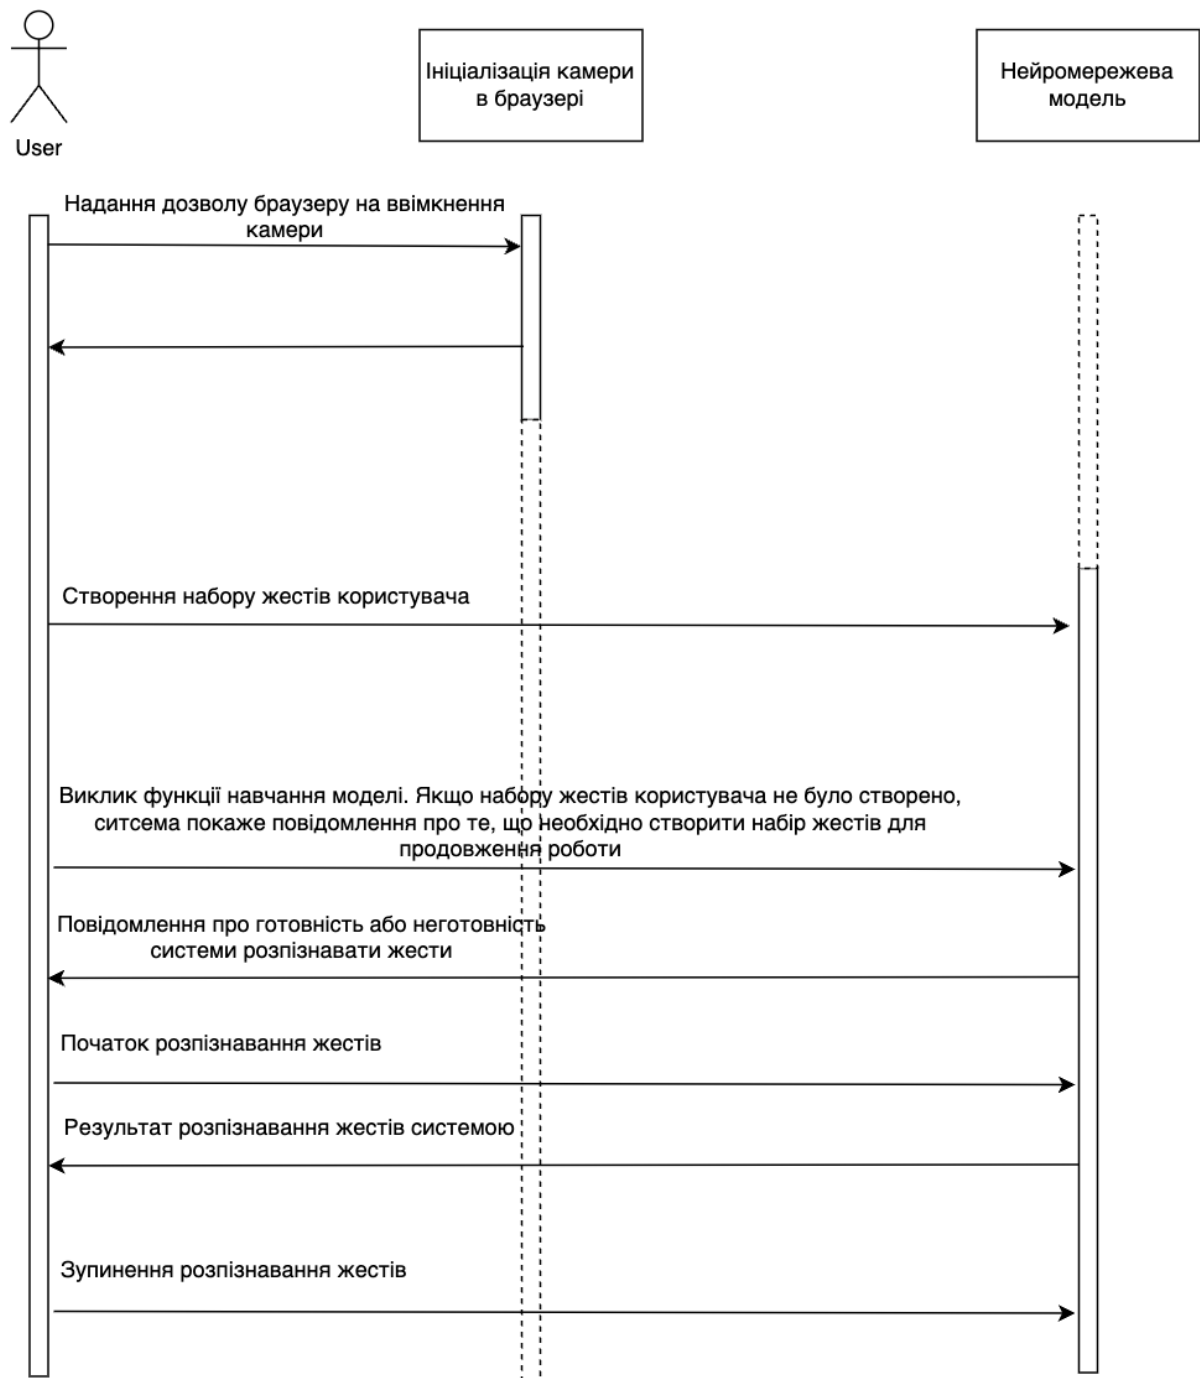 Ініціалізація камери
в браузері
Нейромережева
модель
User
Надання дозволу браузеру на ввімкнення
камери
Створення набору жестів користувача
Виклик функції навчання моделі. Якщо набору жестів користувача не було створено,
ситсема покаже повідомлення про те, що необхідно створити набір жестів для
продовження роботи
Повідомлення про готовність або неготовність
системи розпізнавати жести
Початок розпізнавання жестів
Результат розпізнавання жестів системою
Зупинення розпізнавання жестів